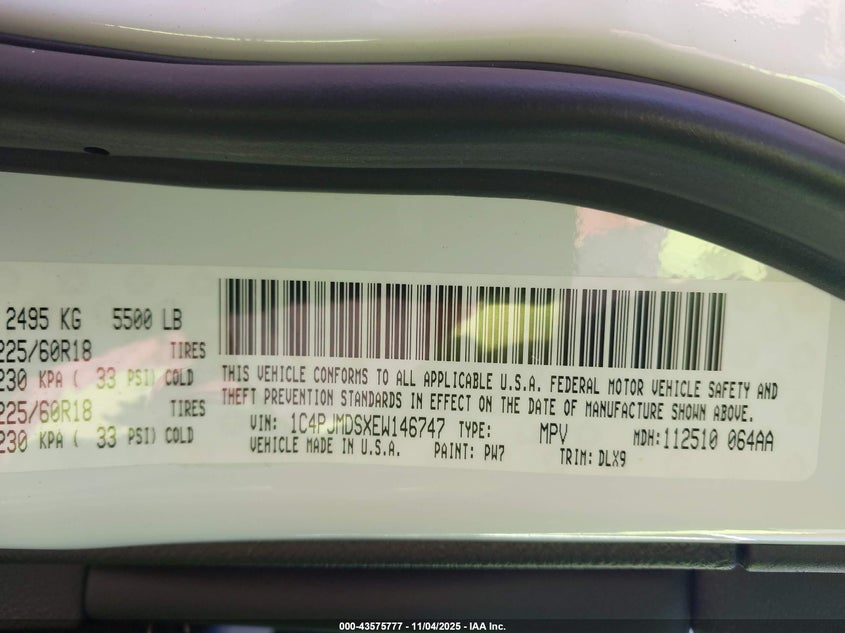 2495 KG 5500 LB
225/60R18 TIRES
230 KPA ( 33 PSI) COLD
225/60R18 TIRES
230 KPA ( 33 PSI) COLD
THIS VEHICLE CONFORMS TO ALL APPLICABLE U.S.A. FEDERAL MOTOR VEHICLE SAFETY AND
THEFT PREVENTION STANDARDS IN EFFECT ON THE DATE OF MANUFACTURE SHOWN ABOVE.
VIN: 1C4PJMDSXEW146747 TYPE: MPV MDH:112510 064AA
VEHICLE MADE IN U.S.A. PAINT: PW7 TRIM: DLX9
000-43575777 - 11/04/2025 - IAA Inc.